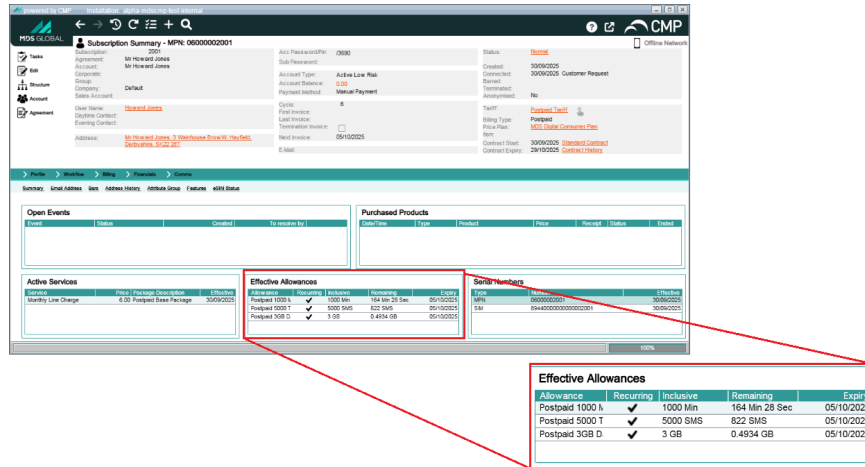 powered by CMP Installation: alpha-mdscmp-test-internal
MDS GLOBAL
CMP
Subscription Summary - MPN: 06000002001
Offline Network
Tasks
Edit
Structure
Account
Agreement
Subscription: 2001
Agreement: Mr Howard Jones
Account: Mr Howard Jones
Corporate:
Group:
Company: Default
Sales Account:
User Name: Howard Jones
Daytime Contact:
Evening Contact:
Address: Mr Howard Jones, 3 Wainhouse Brow W, Hayfield, Derbyshire, SK22 2ET
Acc Password/Pin: /3690
Sub Password:
Account Type: Active Low Risk
Account Balance: 0.00
Payment Method: Manual Payment
Cycle: 6
First Invoice:
Last Invoice:
Termination Invoice:
Next Invoice: 05/10/2025
E-Mail:
Status: Normal
Created: 30/09/2025
Connected: 30/09/2025 Customer Request
Barred:
Terminated:
Anonymised: No
Tariff: Postpaid Tariff
Billing Type: Postpaid
Price Plan: MDS Digital Consumer Plan
Item:
Contract Start: 30/09/2025 Standard Contract
Contract Expiry: 29/10/2025 Contract History
Profile Workflow Billing Financials Comms
Summary Email Address Bars Address History Attribute Group Features eSIM Status
Open Events
Event Status Created To resolve by
Purchased Products
Date/Time Type Product Price Receipt Status Ended
Active Services
Service Price Package Description Effective
Monthly Line Charge 6.00 Postpaid Base Package 30/09/2025
Effective Allowances
Allowance Recurring Inclusive Remaining Expiry
Postpaid 1000 M ✔ 1000 Min 164 Min 28 Sec 05/10/2025
Postpaid 5000 T ✔ 5000 SMS 822 SMS 05/10/2025
Postpaid 3GB D. ✔ 3 GB 0.4934 GB 05/10/2025
Serial Numbers
Type Effective
MPN 06000002001 30/09/2025
SIM 30/09/2025
100%
Effective Allowances
Allowance Recurring Inclusive Remaining Expiry
Postpaid 1000 M ✔ 1000 Min 164 Min 28 Sec 05/10/202
Postpaid 5000 T ✔ 5000 SMS 822 SMS 05/10/202
Postpaid 3GB D. ✔ 3 GB 0.4934 GB 05/10/202